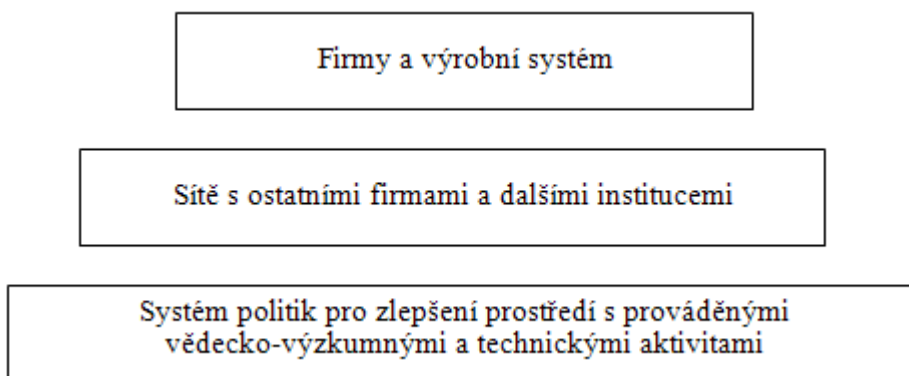 Firmy a výrobní systém
Sítě s ostatními firmami a dalšími institucemi
Systém politik pro zlepšení prostředí s prováděnými
vědecko-výzkumnými a technickými aktivitami